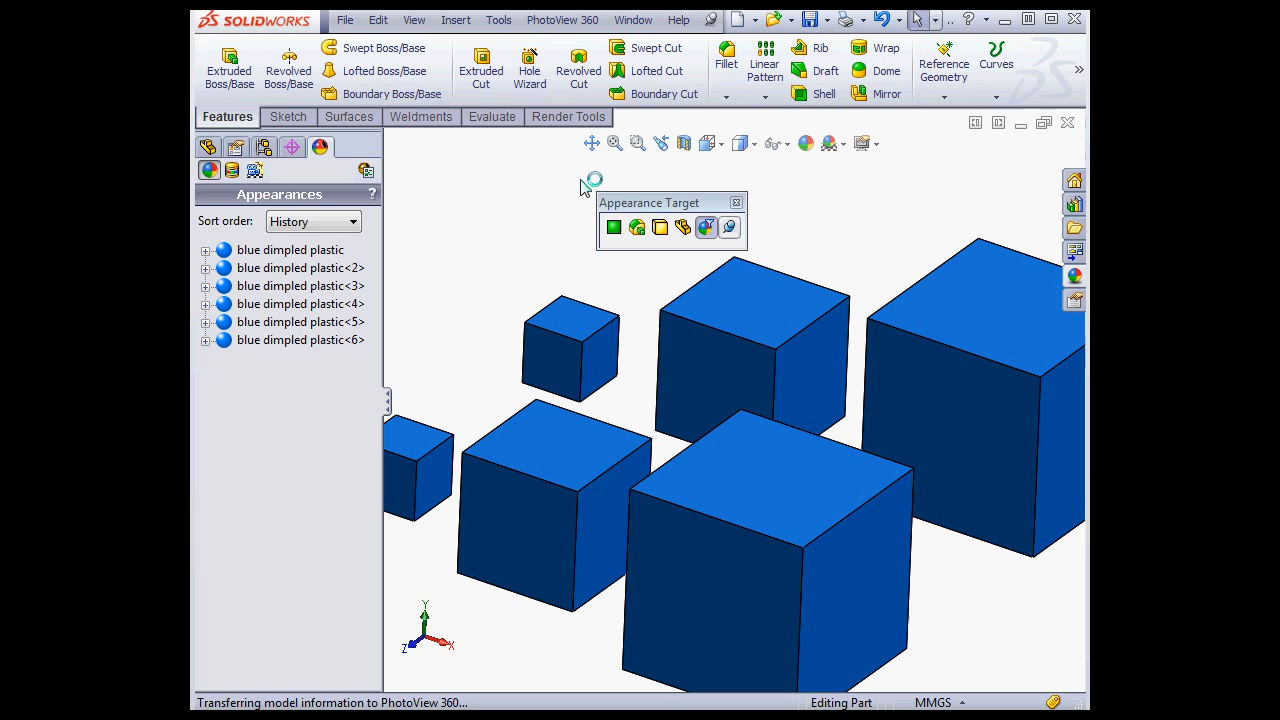 SOLIDWORKS File Edit View Insert Tools PhotoView 360 Window Help
Extruded Boss/Base
Revolved Boss/Base
Swept Boss/Base
Lofted Boss/Base
Boundary Boss/Base
Extruded Cut
Hole Wizard
Revolved Cut
Swept Cut
Lofted Cut
Boundary Cut
Fillet
Linear Pattern
Rib
Draft
Shell
Wrap
Dome
Mirror
Reference Geometry
Curves
Features Sketch Surfaces Weldments Evaluate Render Tools
Appearances ?
Sort order: History
blue dimpled plastic
blue dimpled plastic<2>
blue dimpled plastic<3>
blue dimpled plastic<4>
blue dimpled plastic<5>
blue dimpled plastic<6>
Appearance Target
Y
Z X
Transferring model information to PhotoView 360... Editing Part MMGS